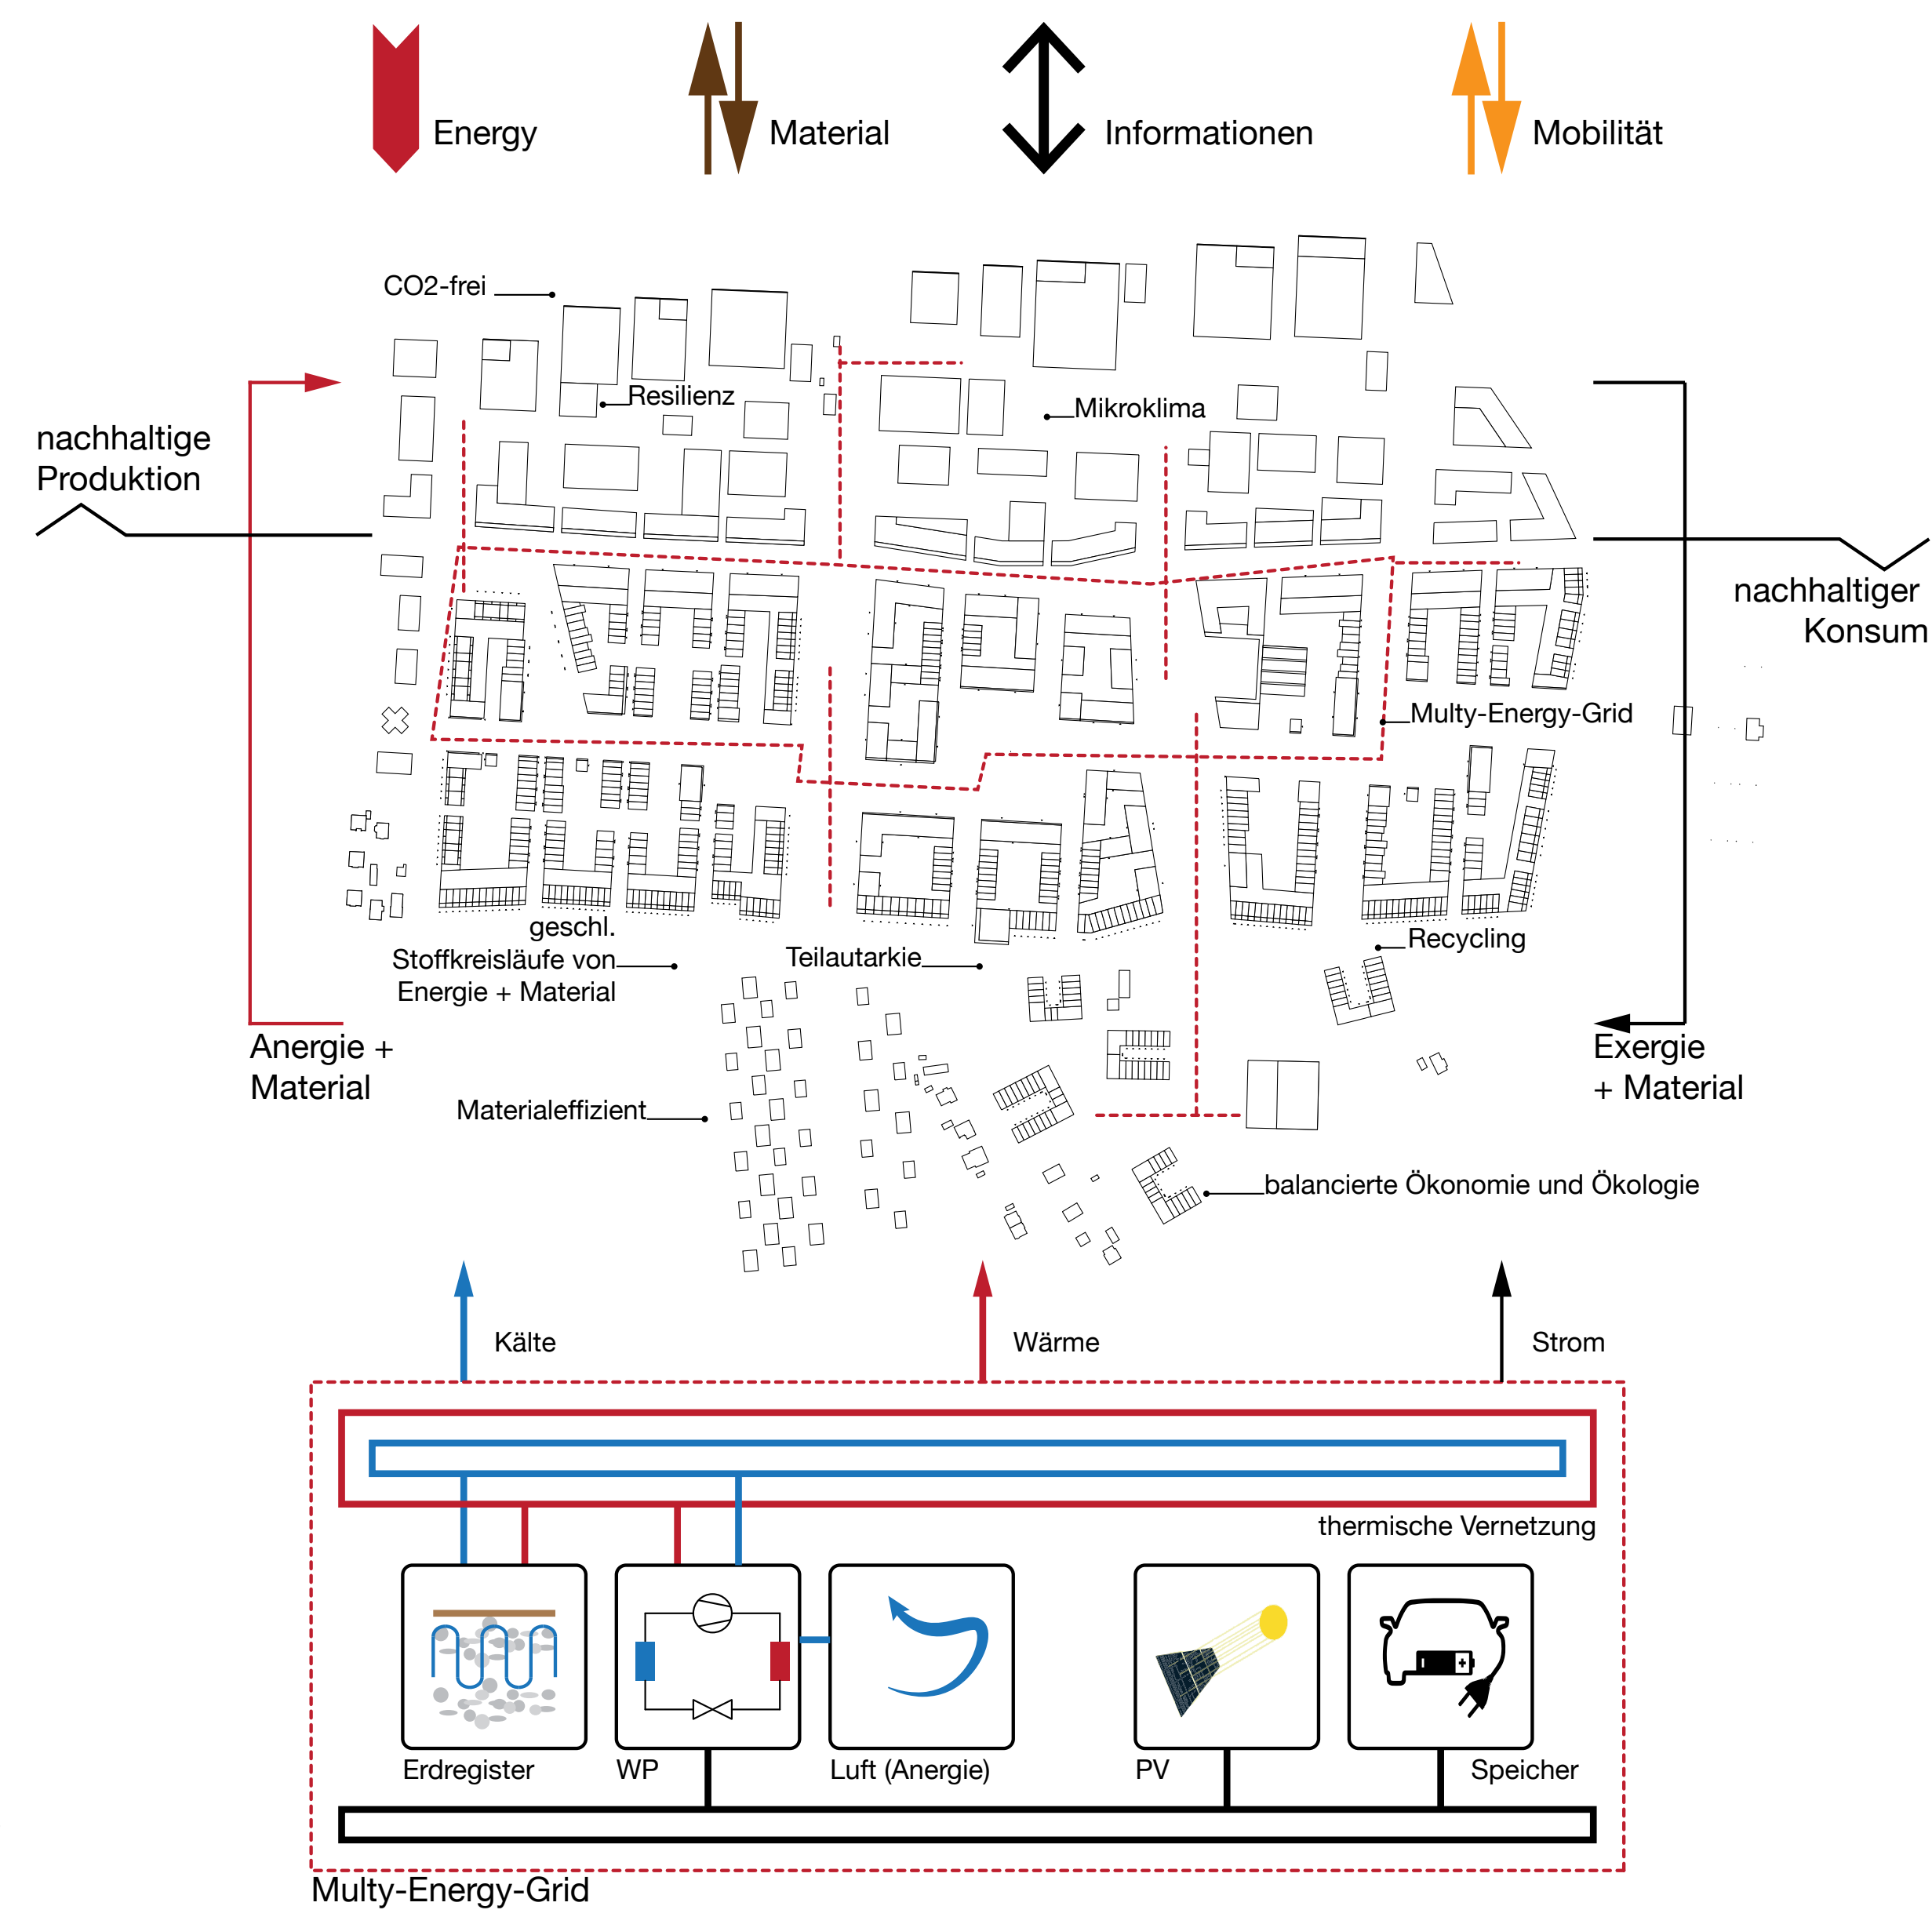 Energy
Material
Informationen
Mobilität
CO2-frei
Resilienz
Mikroklima
nachhaltige
Produktion
nachhaltiger
Konsum
Multy-Energy-Grid
geschl.
Stoffkreisläufe von
Energie + Material
Teilautarkie
Recycling
Anergie +
Material
Exergie
+ Material
Materialeffizient
balancierte Ökonomie und Ökologie
Kälte
Wärme
Strom
thermische Vernetzung
Erdregister
WP
Luft (Anergie)
PV
Speicher
Multy-Energy-Grid